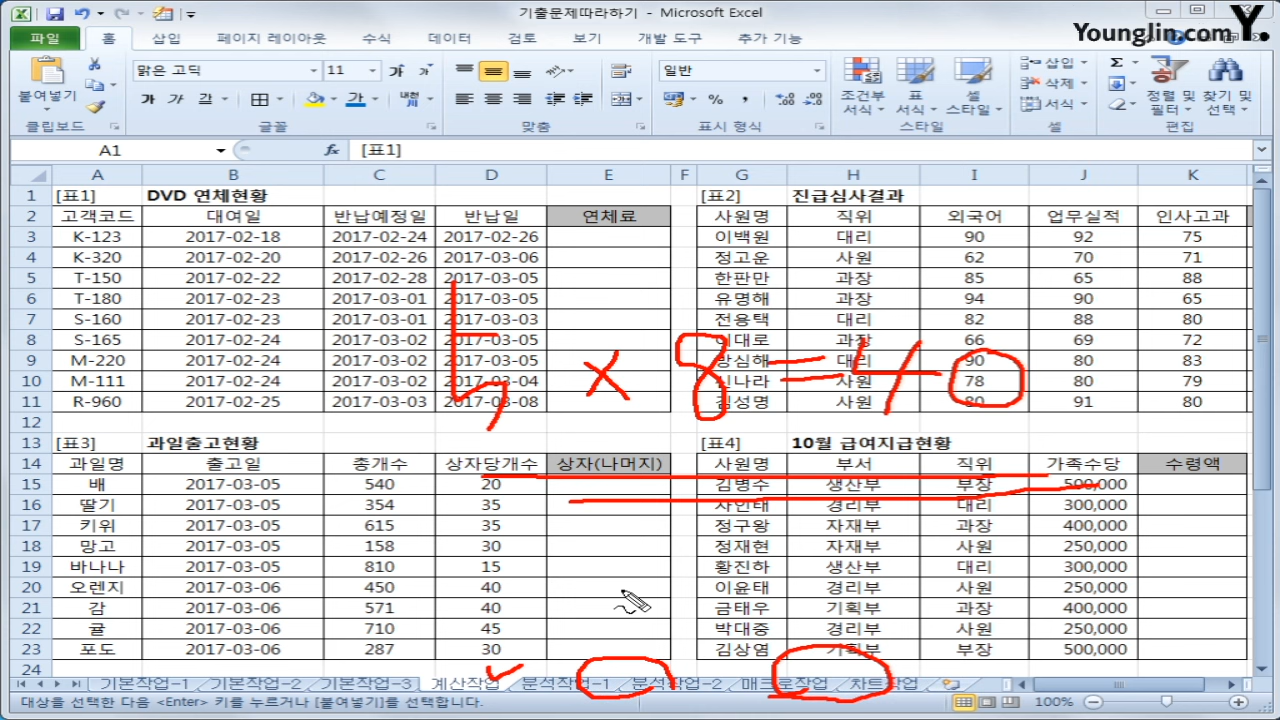 기출문제따라하기 - Microsoft Excel
Younglin.com Y.
파일 홈 삽입 페이지 레이아웃 수식 데이터 검토 보기 개발 도구 추가 기능
맑은 고딕 11 일반 삽입 Σ
붙여넣기 가 가 가 가 가 내천 % , 조건부 서식 표 서식 셀 스타일 삭제 서식 정렬 및 필터 찾기 및 선택
클립보드 글꼴 맞춤 표시 형식 스타일 셀 편집
A1 fx [표1]
A B C D E F G H I J K
1 [표1] DVD 연체현황 [표2] 진급심사결과
2 고객코드 대여일 반납예정일 반납일 연체료 사원명 직위 외국어 업무실적 인사고과
3 K-123 2017-02-18 2017-02-24 2017-02-26 이백원 대리 90 92 75
4 K-320 2017-02-20 2017-02-26 2017-03-06 정고운 사원 62 70 71
5 T-150 2017-02-22 2017-02-28 2017-03-05 한판만 과장 85 65 88
6 T-180 2017-02-23 2017-03-01 2017-03-05 유명해 과장 94 90 65
7 S-160 2017-02-23 2017-03-01 2017-03-03 전용택 대리 82 88 80
8 S-165 2017-02-24 2017-03-02 2017-03-05 이대로 과장 66 69 72
9 M-220 2017-02-24 2017-03-02 2017-03-05 강심해 대리 90 80 83
10 M-111 2017-02-24 2017-03-02 2017-03-04 신나라 사원 78 80 79
11 R-960 2017-02-25 2017-03-03 2017-03-08 김성명 사원 80 91 80
5 × 8 = 40
12
13 [표3] 과일출고현황 [표4] 10월 급여지급현황
14 과일명 출고일 총개수 상자당개수 상자(나머지) 사원명 부서 직위 가족수당 수령액
15 배 2017-03-05 540 20 김병수 생산부 부장 500,000
16 딸기 2017-03-05 354 35 차인태 경리부 대리 300,000
17 키위 2017-03-05 615 35 정구왕 자재부 과장 400,000
18 망고 2017-03-05 158 30 정재현 자재부 사원 250,000
19 바나나 2017-03-05 810 15 황진하 생산부 대리 300,000
20 오렌지 2017-03-06 450 40 이윤태 경리부 사원 250,000
21 감 2017-03-06 571 40 금태우 기획부 과장 400,000
22 귤 2017-03-06 710 45 박대중 경리부 사원 250,000
23 포도 2017-03-06 287 30 김상염 기획부 부장 500,000
24
기본작업-1 기본작업-2 기본작업-3 계산작업 분석작업-1 분석작업-2 매크로작업 차트작업
대상을 선택한 다음 <Enter> 키를 누르거나 [붙여넣기]를 선택합니다. 100%